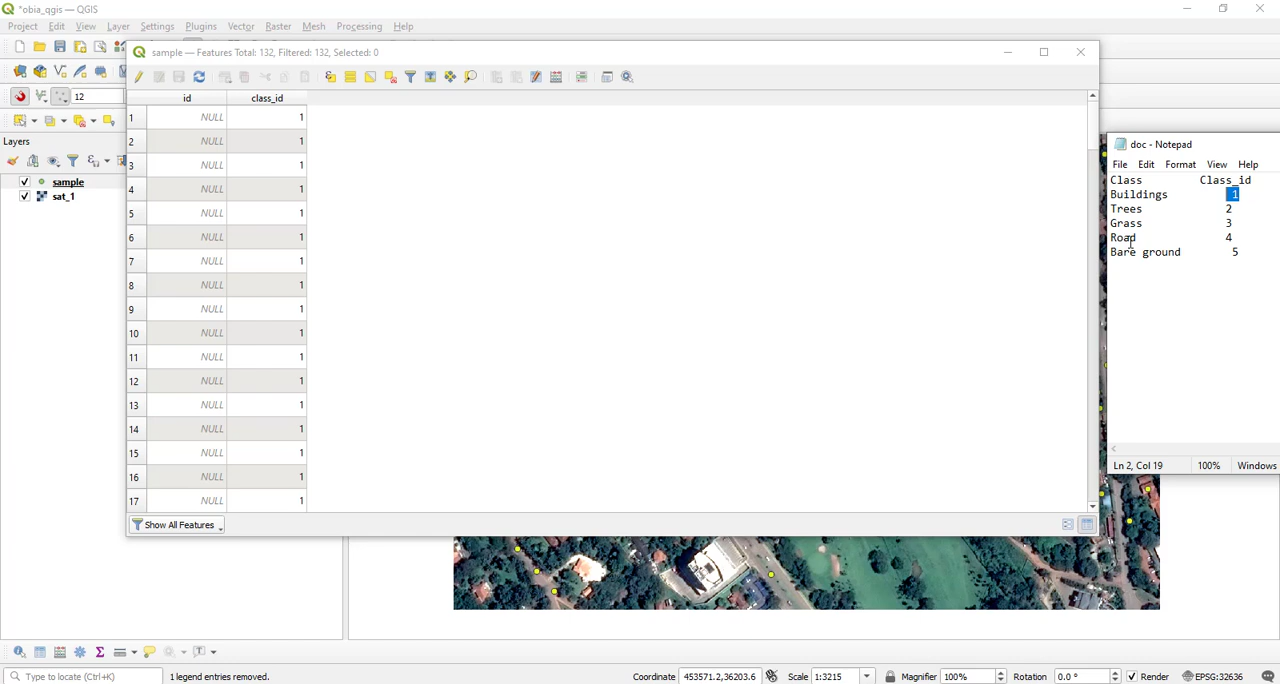 *obia_qgis — QGIS
Project Edit View Layer Settings Plugins Vector Raster Mesh Processing Help
sample — Features Total: 132, Filtered: 132, Selected: 0
12
id class_id
1 NULL 1
2 NULL 1
3 NULL 1
4 NULL 1
5 NULL 1
6 NULL 1
7 NULL 1
8 NULL 1
9 NULL 1
10 NULL 1
11 NULL 1
12 NULL 1
13 NULL 1
14 NULL 1
15 NULL 1
16 NULL 1
17 NULL 1
Show All Features
Layers
sample
sat_1
doc - Notepad
File Edit Format View Help
Class Class_id
Buildings 1
Trees 2
Grass 3
Road 4
Bare ground 5
Ln 2, Col 19 100% Windows
Type to locate (Ctrl+K) 1 legend entries removed. Coordinate 453571.2,36203.6 Scale 1:3215 Magnifier 100% Rotation 0.0 ° Render EPSG:32636